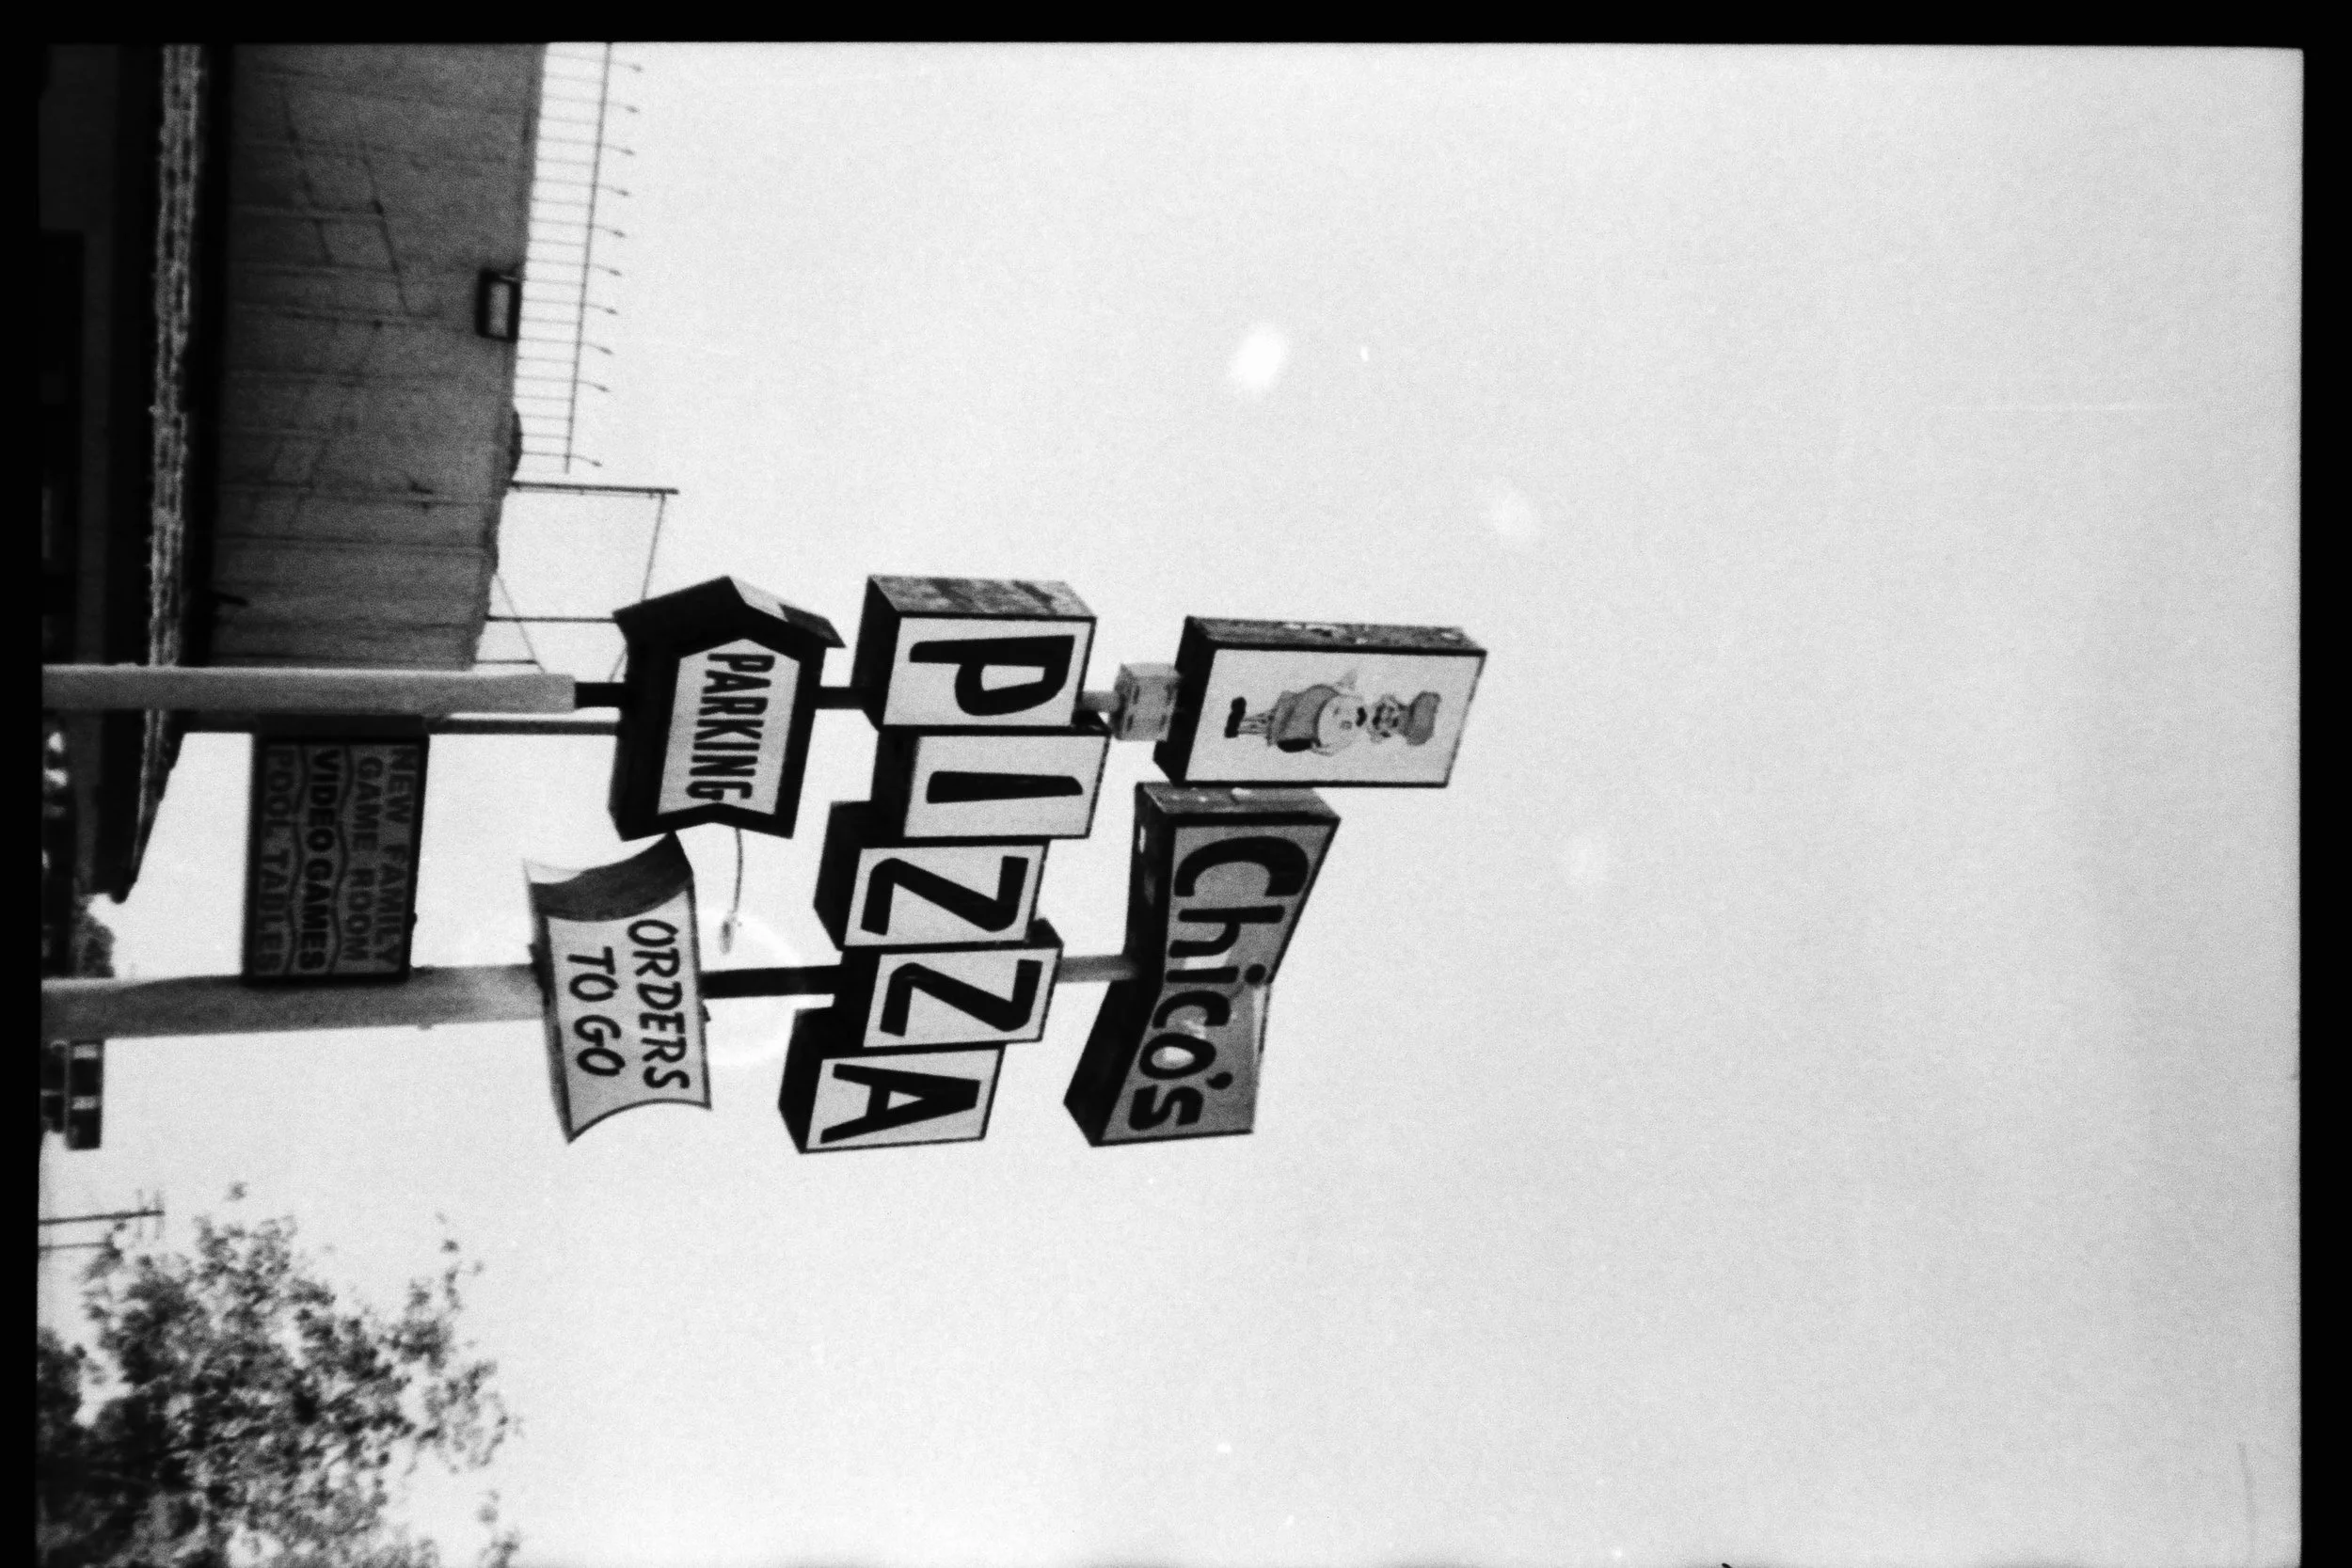 Chico's
PIZZA
PARKING
ORDERS
TO GO
NEW FAMILY
GAME ROOM
VIDEO GAMES
POOL TABLES